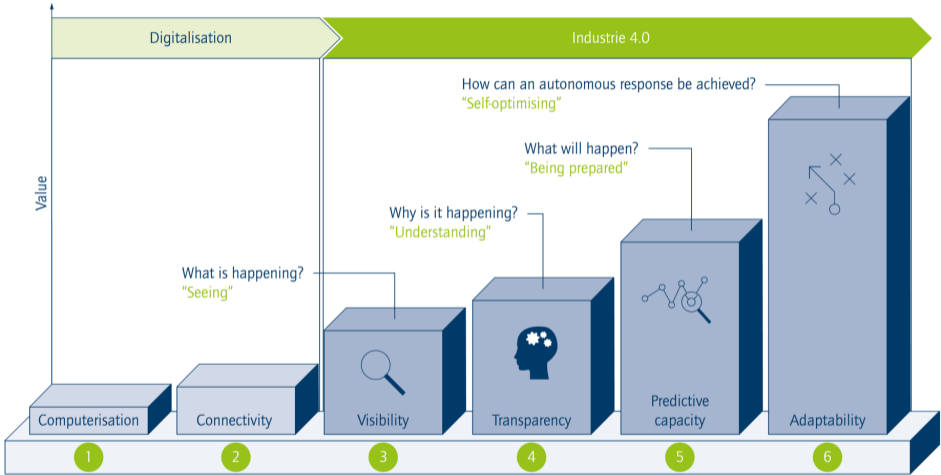 Digitalisation
Industrie 4.0
How can an autonomous response be achieved?
“Self-optimising”
What will happen?
“Being prepared”
Value
Why is it happening?
“Understanding”
What is happening?
“Seeing”
Computerisation
Connectivity
Visibility
Transparency
Predictive
capacity
Adaptability
1
2
3
4
5
6